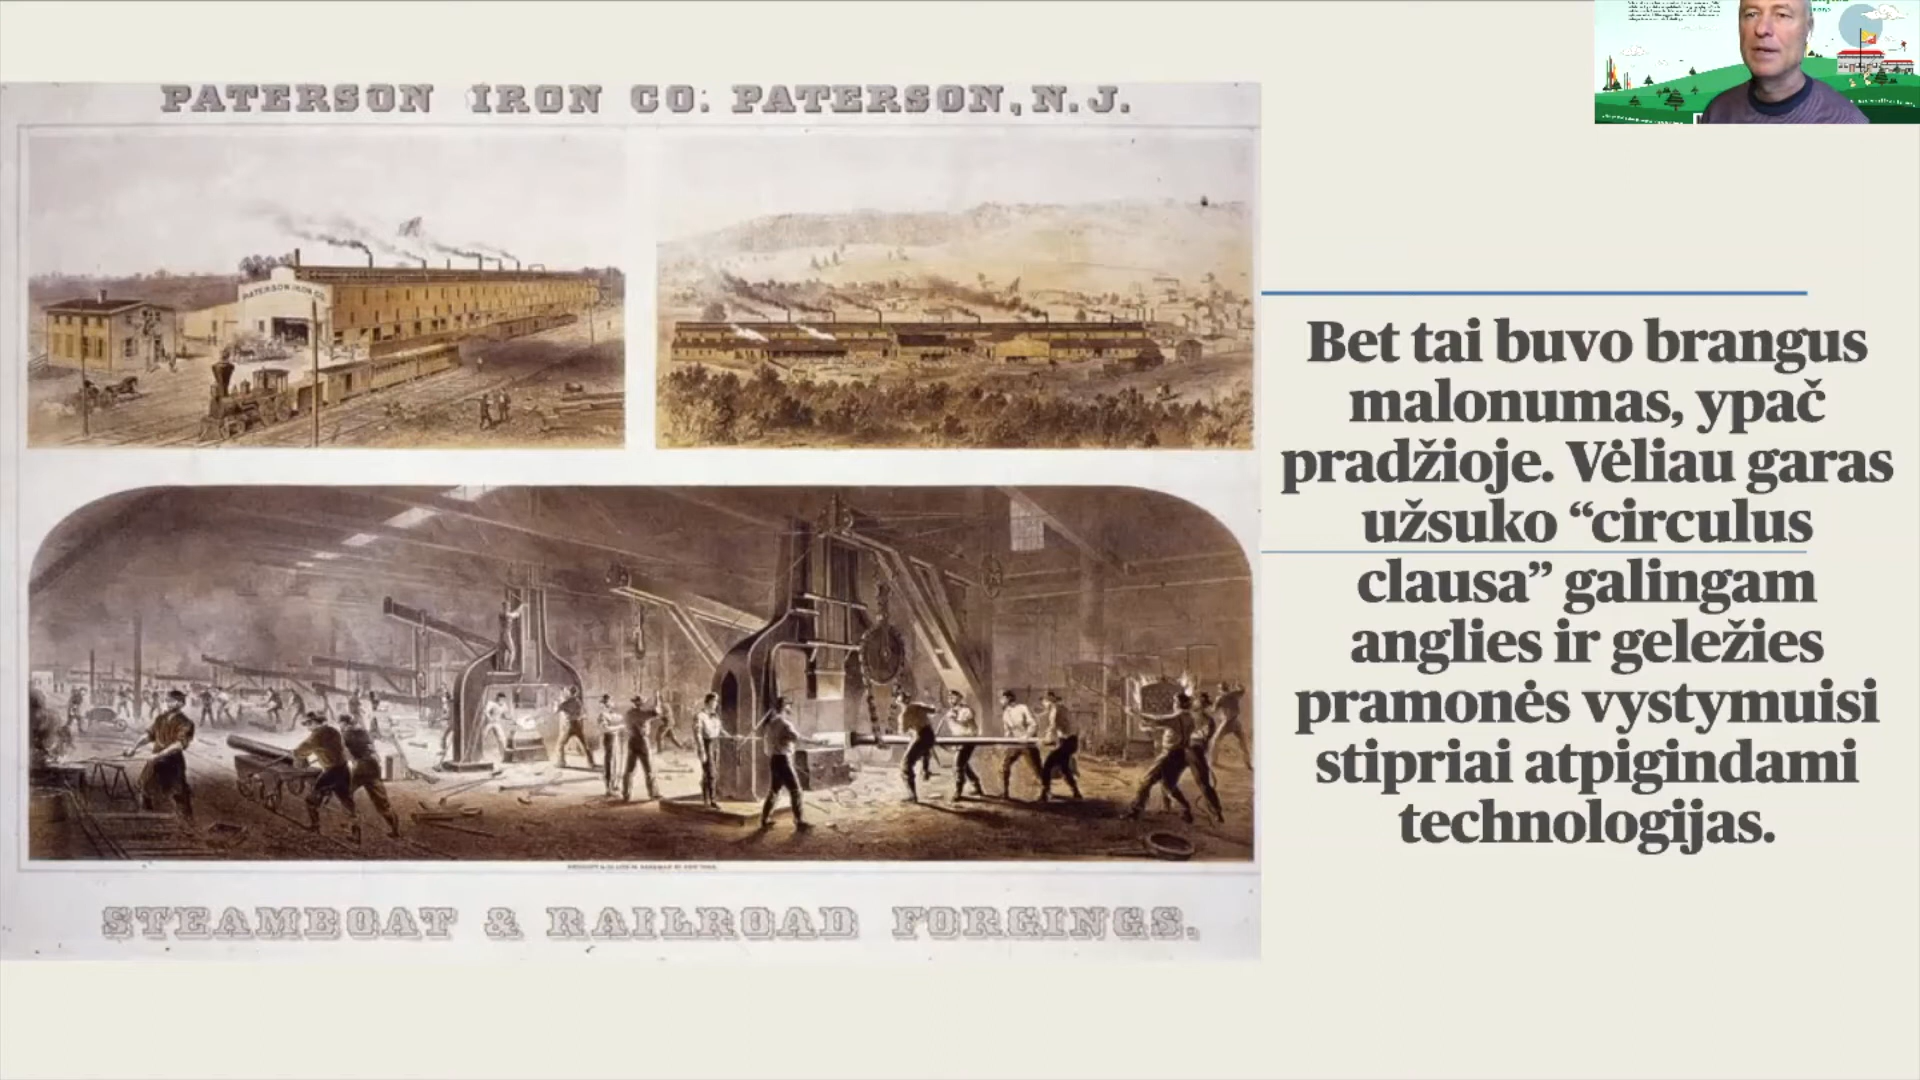 PATERSON IRON CO. PATERSON, N.J.
PATERSON IRON CO.
STEAMBOAT & RAILROAD FORGINGS.
Bet tai buvo brangus
malonumas, ypač
pradžioje. Vėliau garas
užsuko “circulus
clausa” galingam
anglies ir geležies
pramonės vystymuisi
stipriai atpigindami
technologijas.